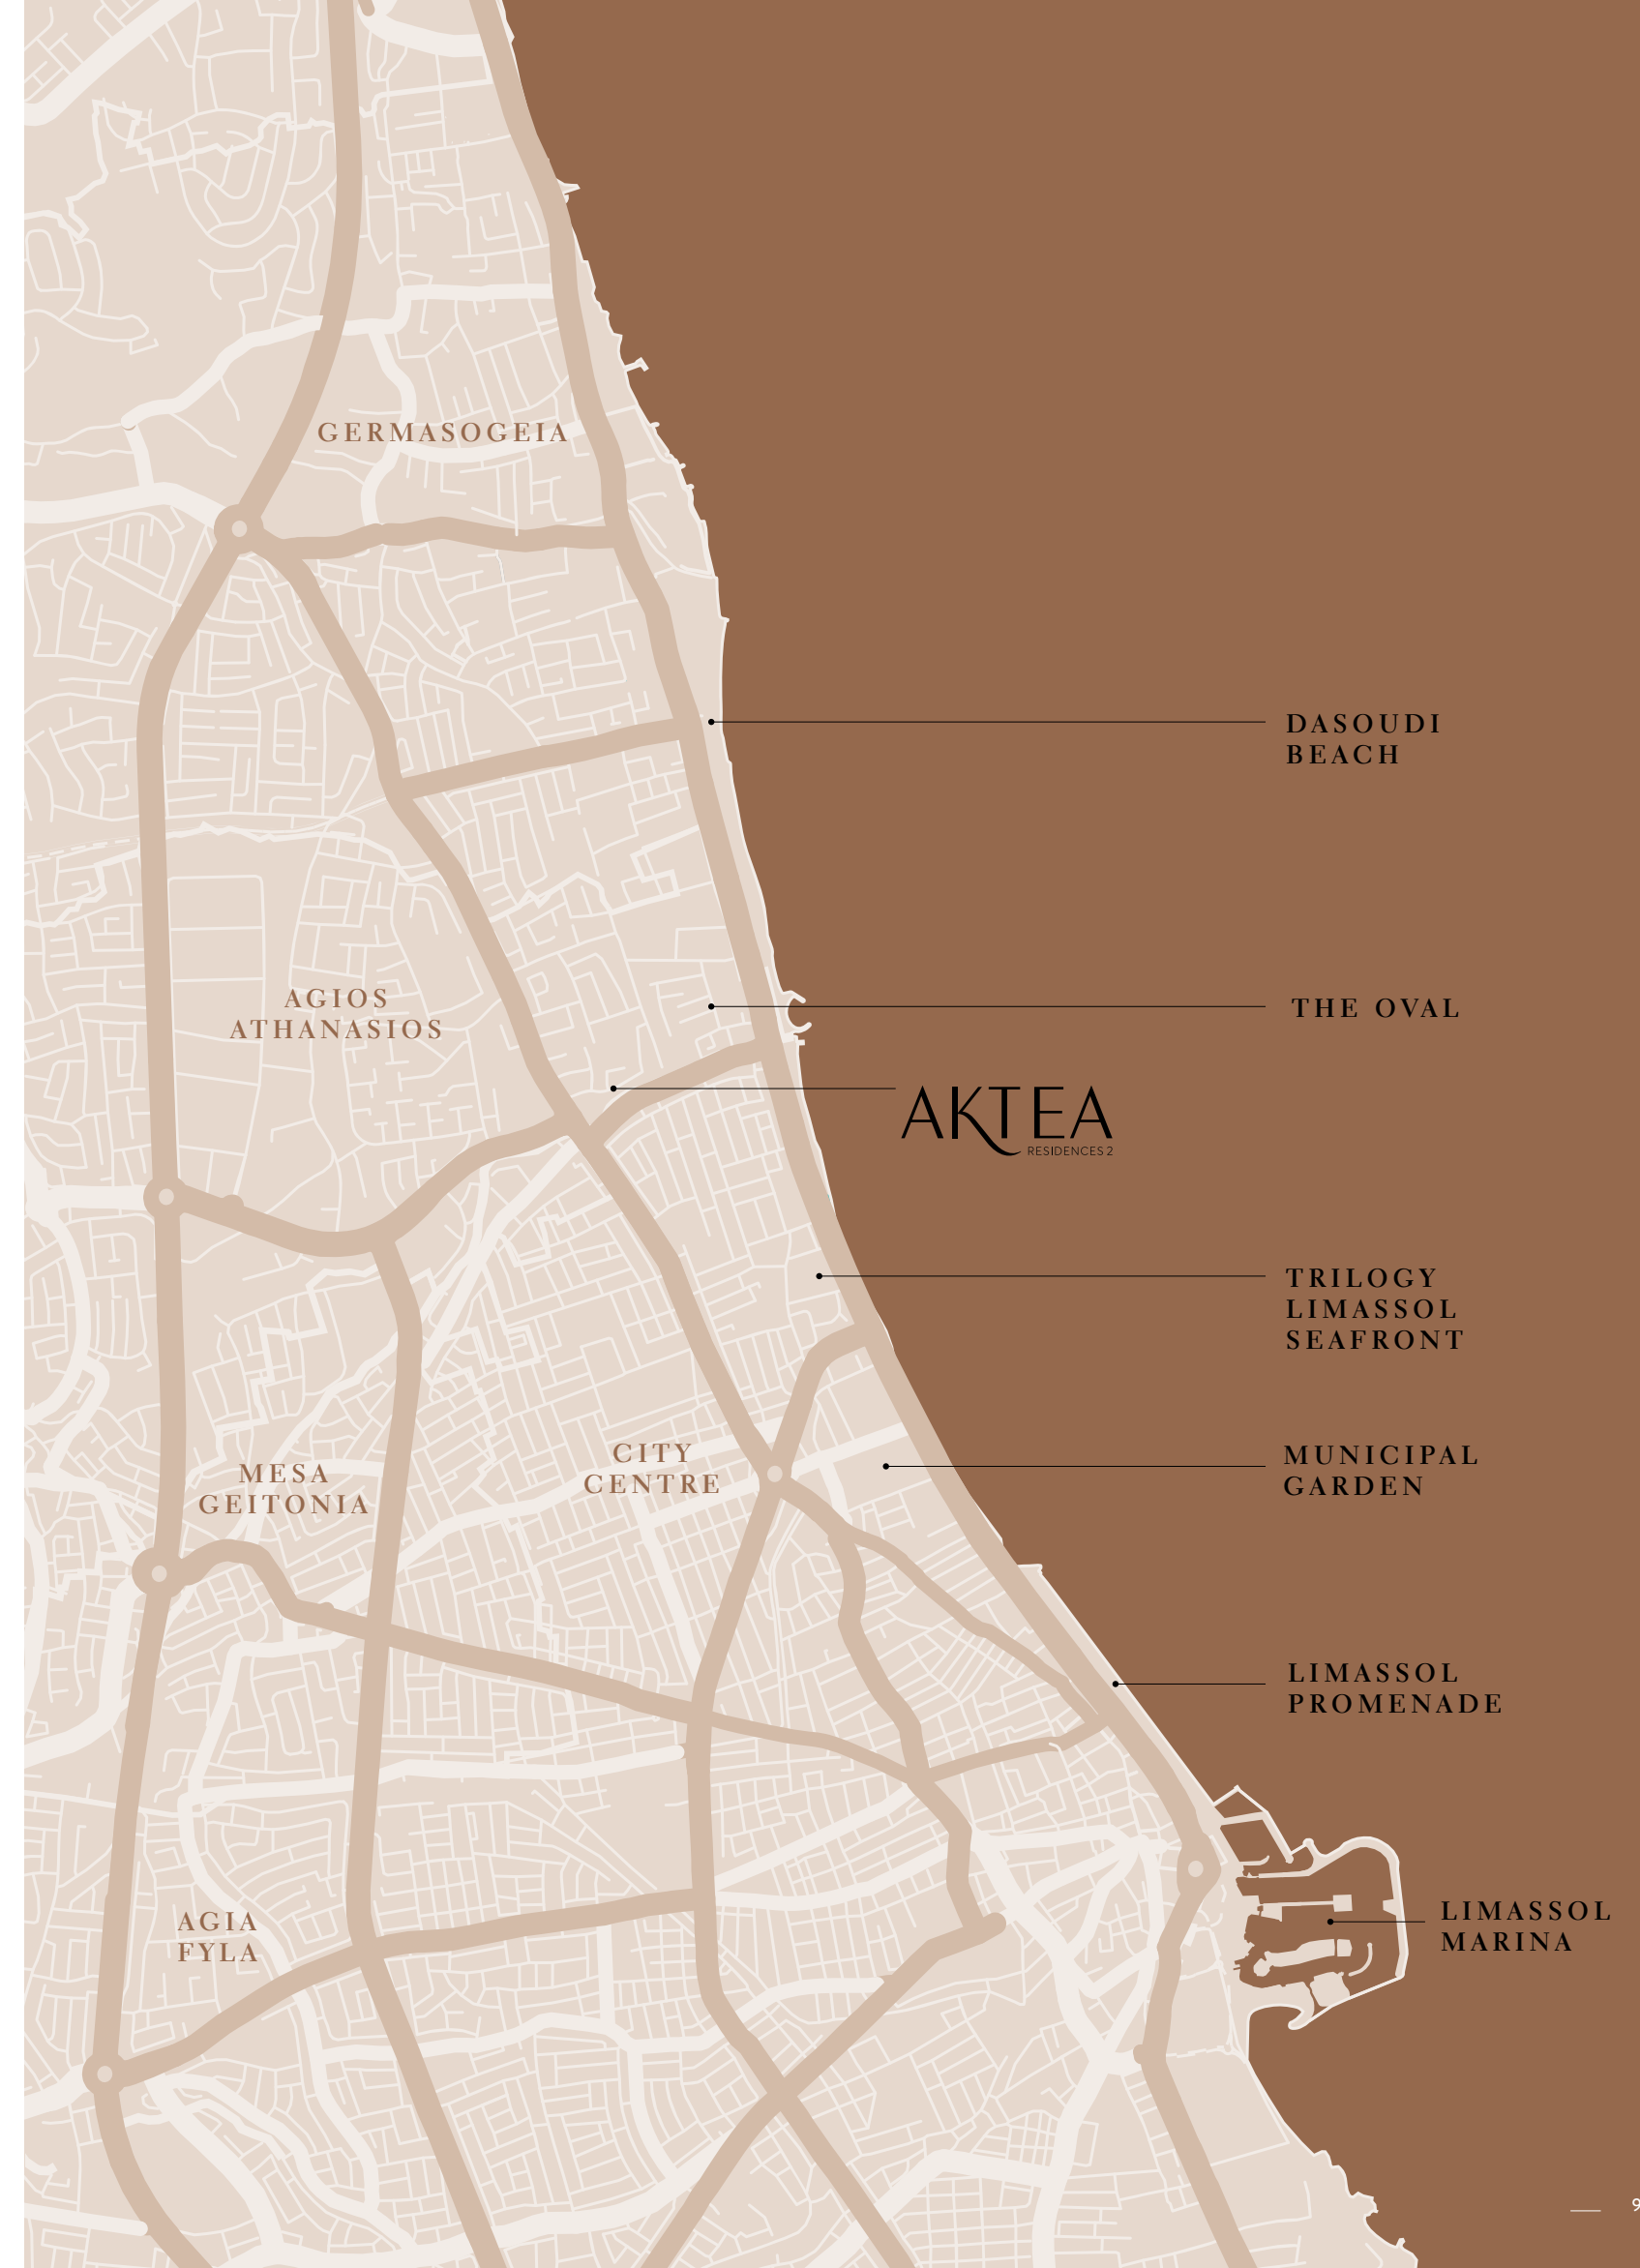 GERMASOGEIA
DASOUDI
BEACH
AGIOS
ATHANASIOS
THE OVAL
AKTEA
RESIDENCES 2
TRILOGY
LIMASSOL
SEAFRONT
CITY
CENTRE
MUNICIPAL
GARDEN
MESA
GEITONIA
LIMASSOL
PROMENADE
AGIA
FYLA
LIMASSOL
MARINA
9